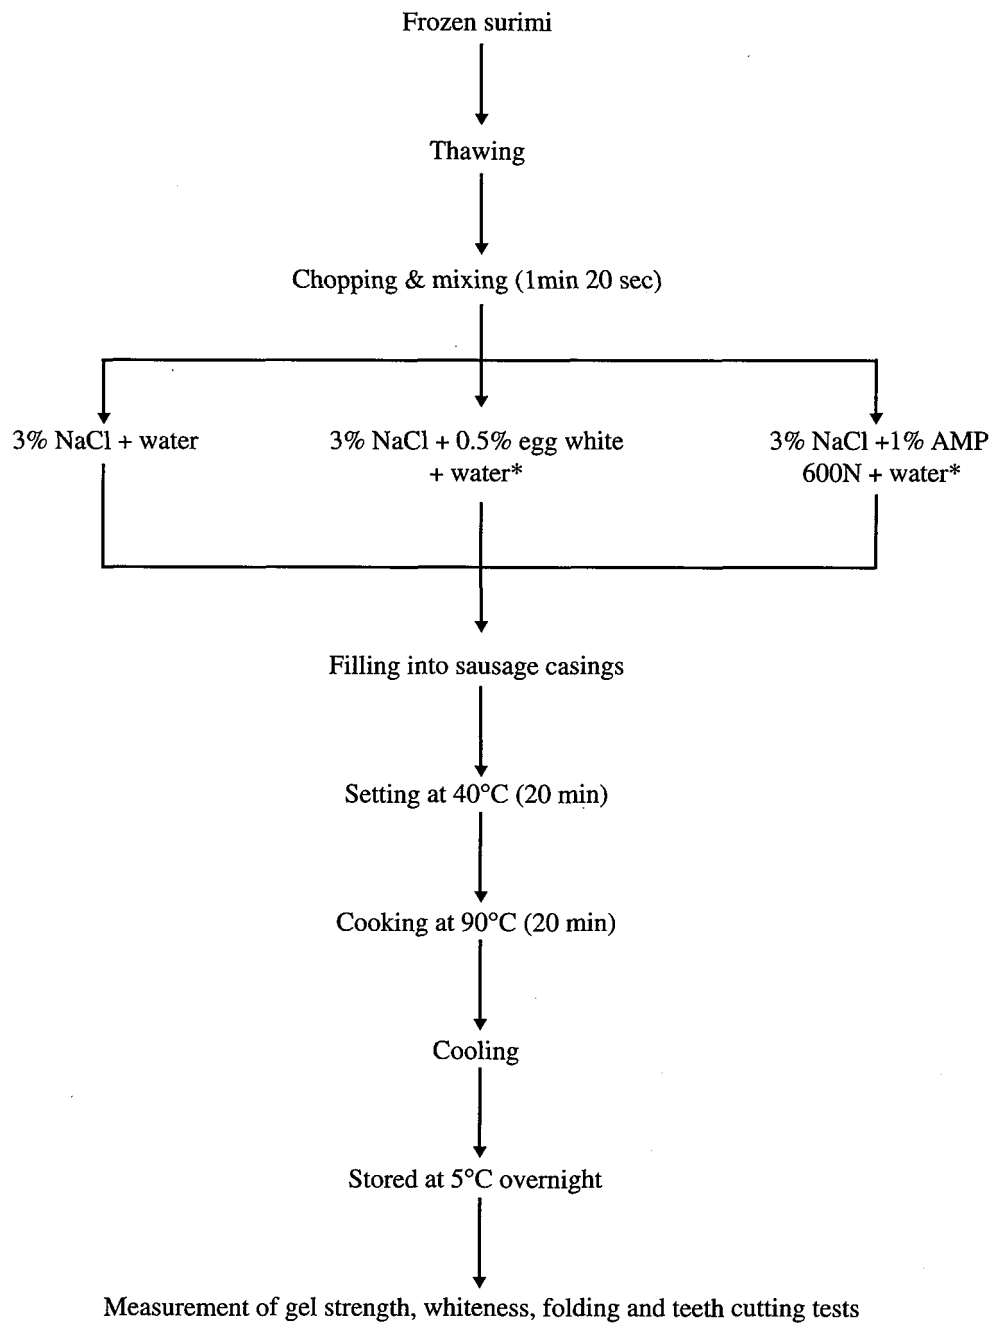 Frozen surimi
Thawing
Chopping & mixing (1min 20 sec)
3% NaCl + water
3% NaCl + 0.5% egg white
+ water*
3% NaCl +1% AMP
600N + water*
Filling into sausage casings
Setting at 40°C (20 min)
Cooking at 90°C (20 min)
Cooling
Stored at 5°C overnight
Measurement of gel strength, whiteness, folding and teeth cutting tests